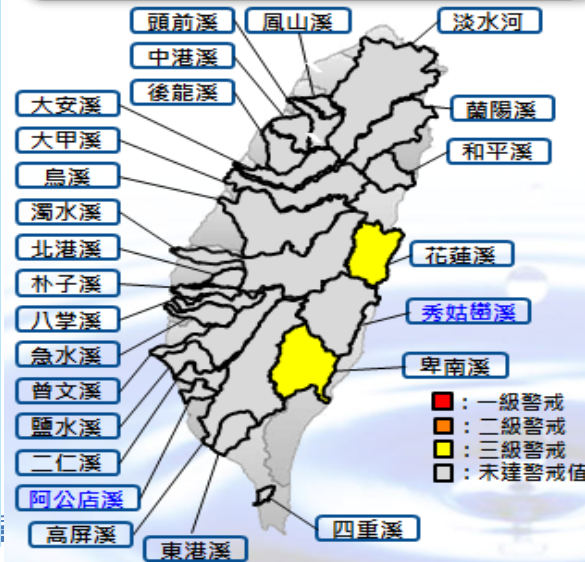 頭前溪
鳳山溪
淡水河
中港溪
後龍溪
大安溪
蘭陽溪
大甲溪
和平溪
烏溪
濁水溪
北港溪
花蓮溪
朴子溪
八掌溪
秀姑巒溪
急水溪
卑南溪
曾文溪
鹽水溪
二仁溪
阿公店溪
高屏溪
東港溪
四重溪
：一級警戒
：二級警戒
：三級警戒
：未達警戒值